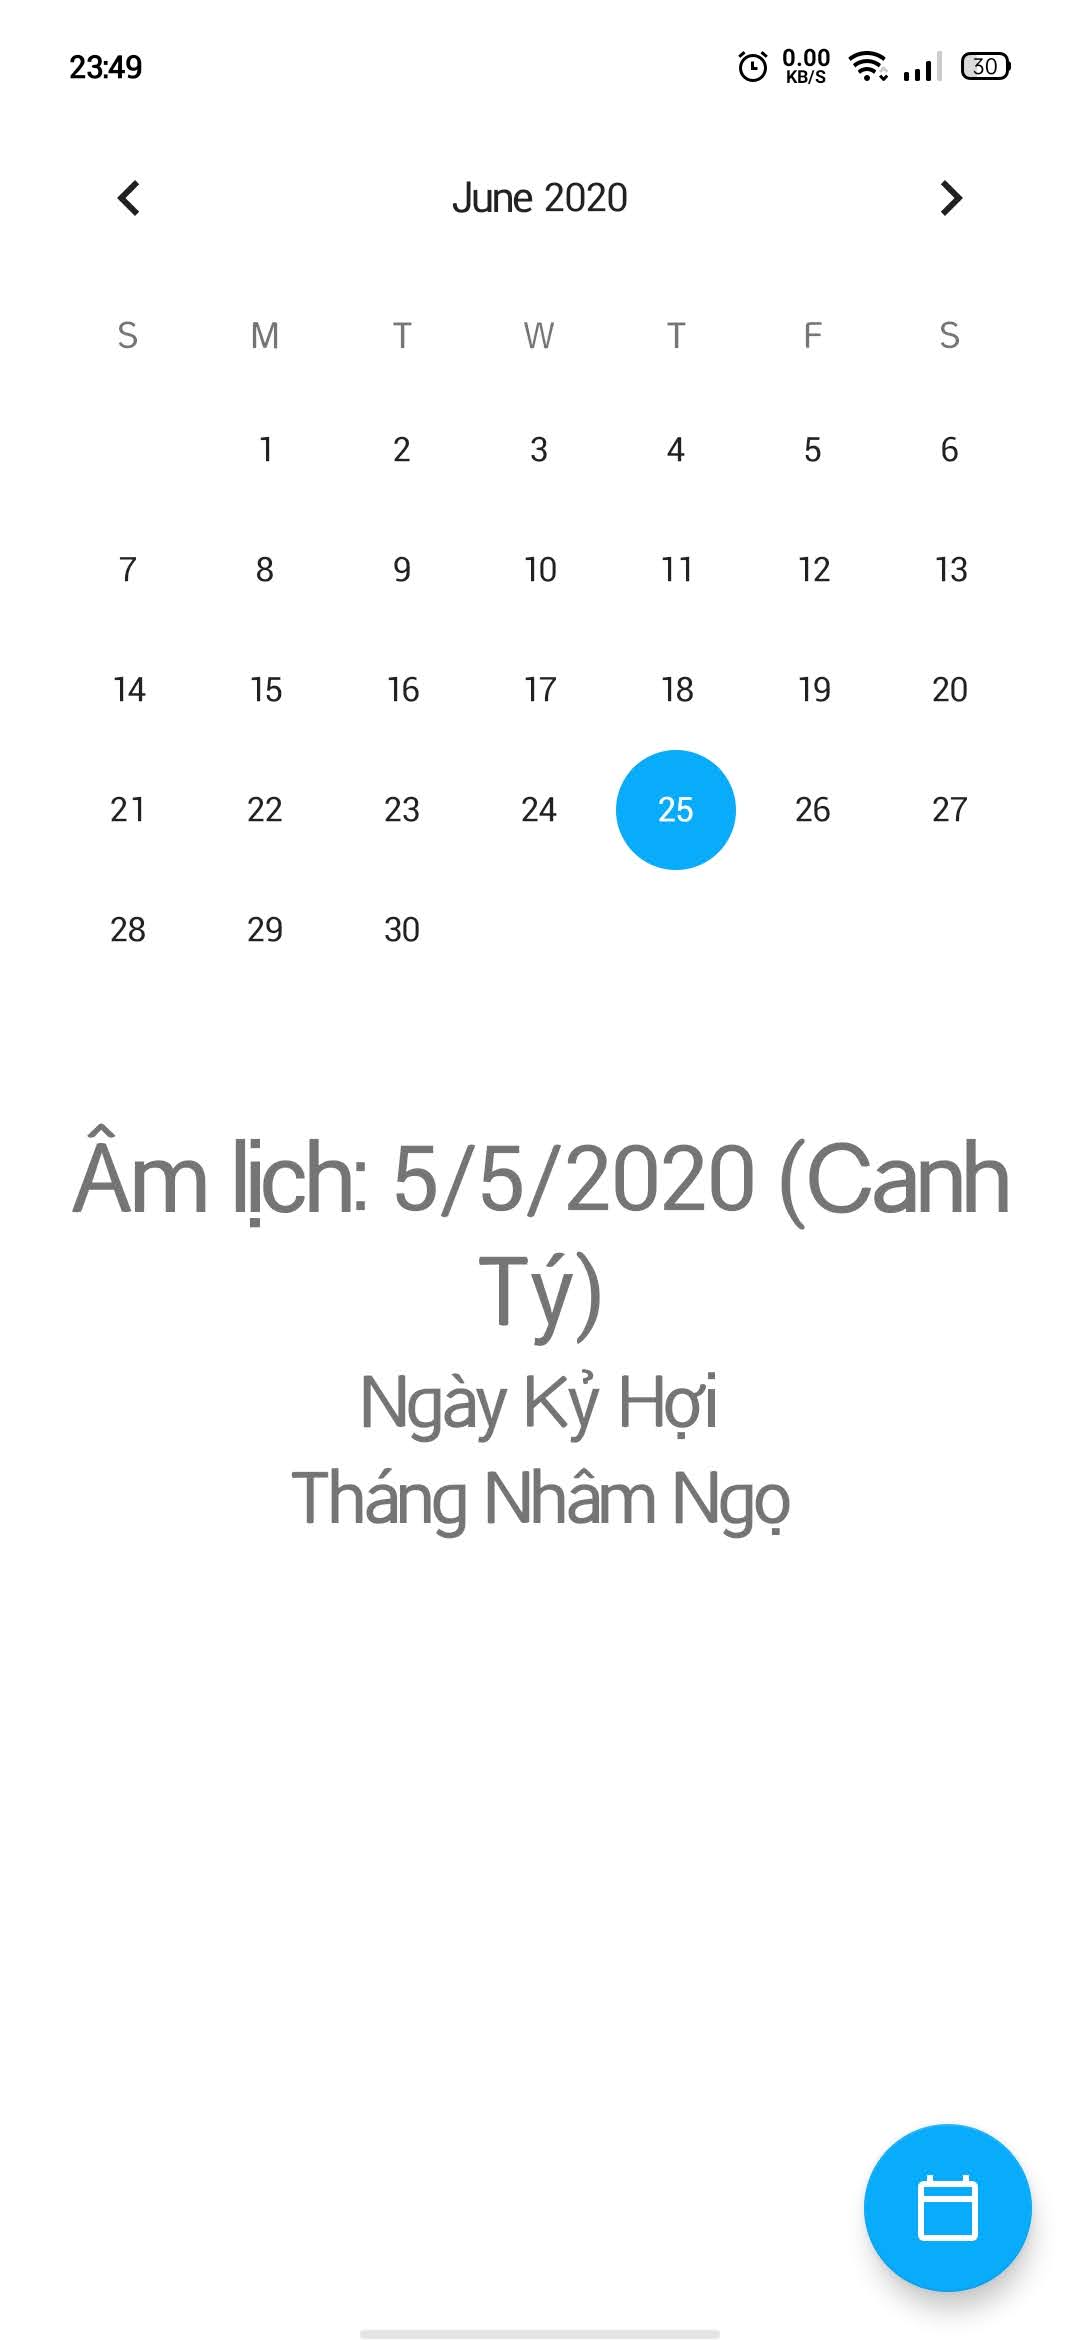 23:49 0.00 KB/S 30
June 2020
S M T W T F S
1 2 3 4 5 6
7 8 9 10 11 12 13
14 15 16 17 18 19 20
21 22 23 24 25 26 27
28 29 30
Âm lịch: 5/5/2020 (Canh
Tý)
Ngày Kỷ Hợi
Tháng Nhâm Ngọ